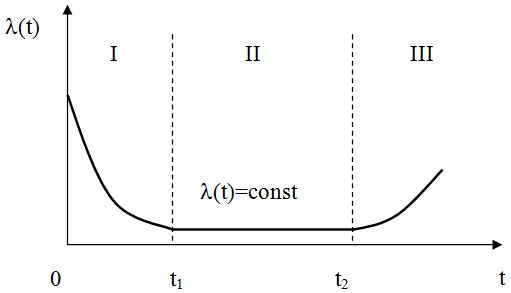 λ(t)
I II III
λ(t)=const
0 t₁ t₂ t